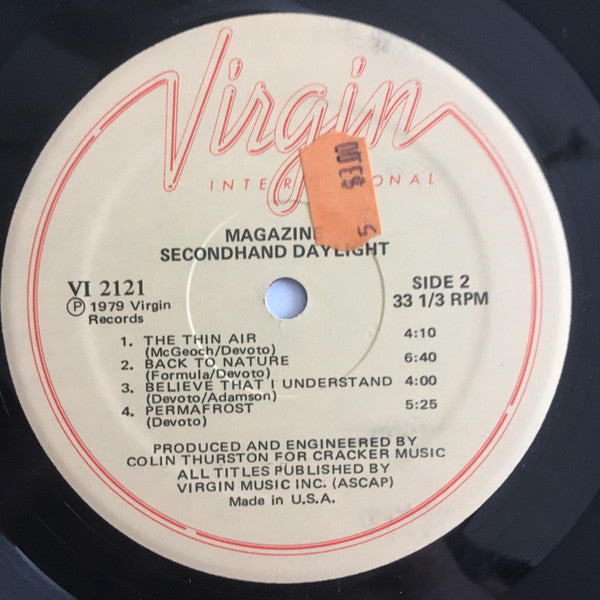 Virgin
INTER ONAL
$3.00
5
MAGAZINE
SECONDHAND DAYLIGHT
VI 2121
Ⓟ 1979 Virgin
Records
SIDE 2
33 1/3 RPM
1. THE THIN AIR 4:10
(McGeoch/Devoto)
2. BACK TO NATURE 6:40
(Formula/Devoto)
3. BELIEVE THAT I UNDERSTAND 4:00
(Devoto/Adamson)
4. PERMAFROST 5:25
(Devoto)
PRODUCED AND ENGINEERED BY
COLIN THURSTON FOR CRACKER MUSIC
ALL TITLES PUBLISHED BY
VIRGIN MUSIC INC. (ASCAP)
Made in U.S.A.